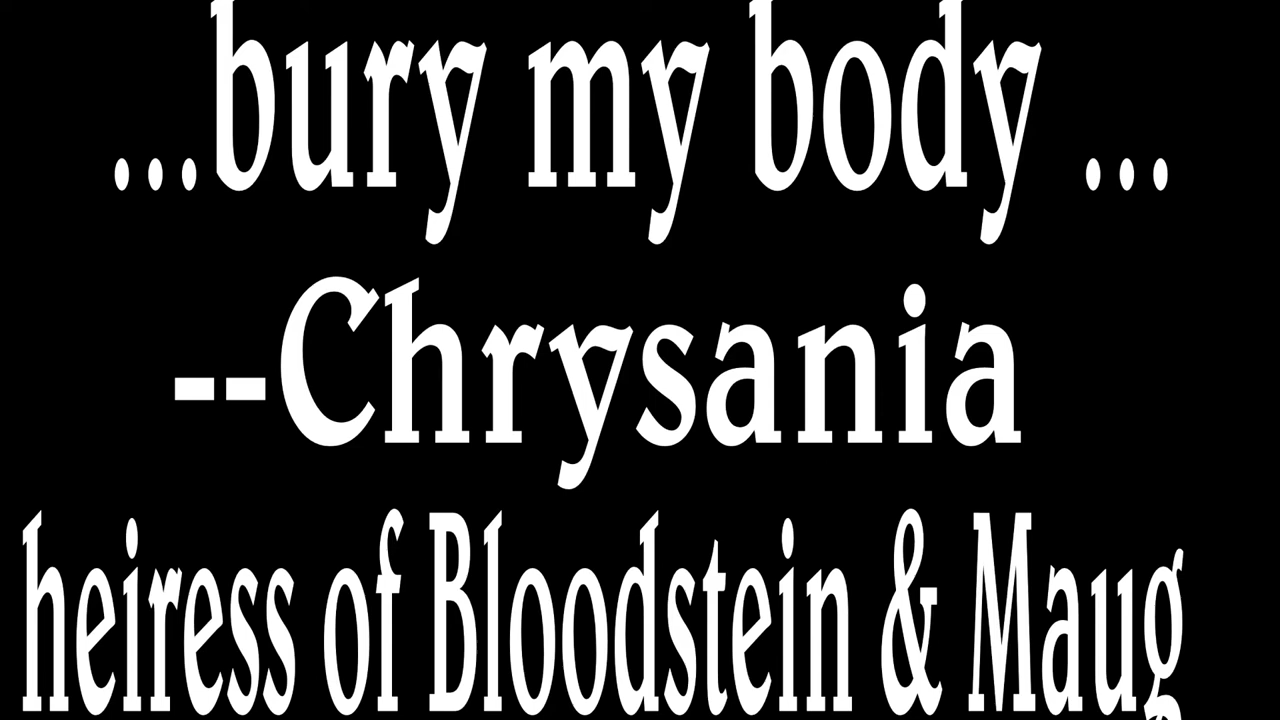 ...bury my body ...
--Chrysania
heiress of Bloodstein & Maug